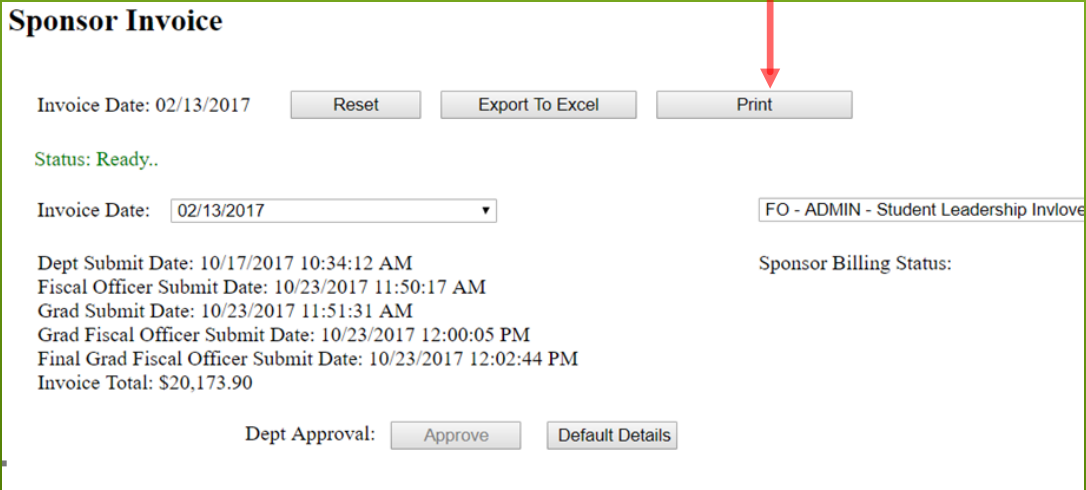 Sponsor Invoice
Invoice Date: 02/13/2017 Reset Export To Excel Print
Status: Ready..
Invoice Date: 02/13/2017 FO - ADMIN - Student Leadership Invlove
Dept Submit Date: 10/17/2017 10:34:12 AM Sponsor Billing Status:
Fiscal Officer Submit Date: 10/23/2017 11:50:17 AM
Grad Submit Date: 10/23/2017 11:51:31 AM
Grad Fiscal Officer Submit Date: 10/23/2017 12:00:05 PM
Final Grad Fiscal Officer Submit Date: 10/23/2017 12:02:44 PM
Invoice Total: $20,173.90
Dept Approval: Approve Default Details